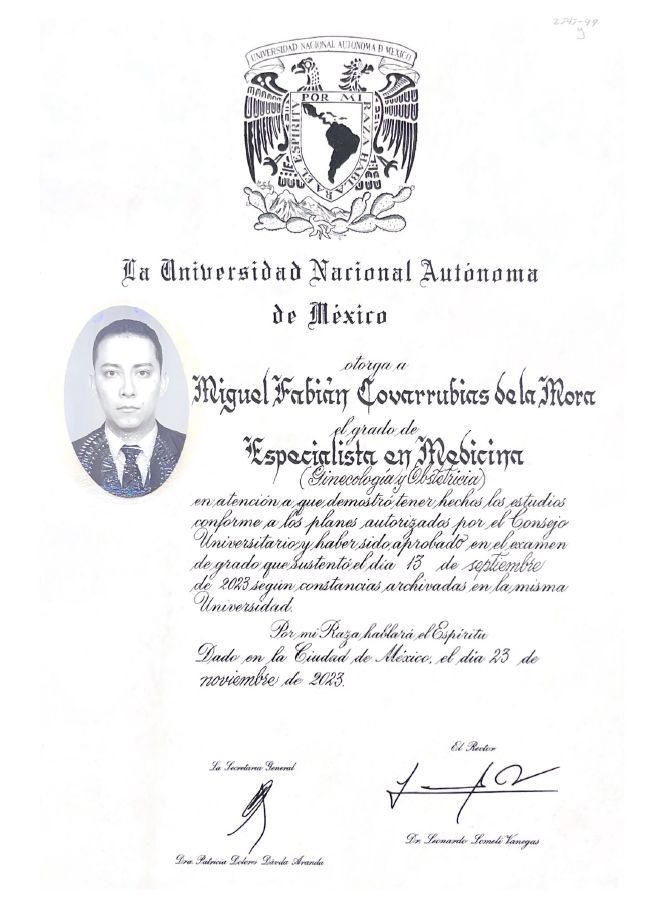 2545-49
y
UNIVERSIDAD NACIONAL AUTONOMA D MEXICO
POR MI RAZA HABLARA EL ESPIRITU
La Universidad Nacional Autónoma
de México
otorga a
Miguel Fabián Covarrubias de la Mora
el grado de
Especialista en Medicina
(Ginecología y Obstetricia)
en atención a que demostró tener hechos los estudios
conforme a los planes autorizados por el Consejo
Universitario y haber sido aprobado en el examen
de grado que sustentó el día 13 de septiembre
de 2023 según constancias archivadas en la misma
Universidad.
Por mi Raza hablará el Espíritu
Dado en la Ciudad de México, el día 23 de
noviembre de 2023.
El Rector
La Secretaria General
Dr. Leonardo Lomelí Vanegas
Dra. Patricia Dolores Dávila Aranda